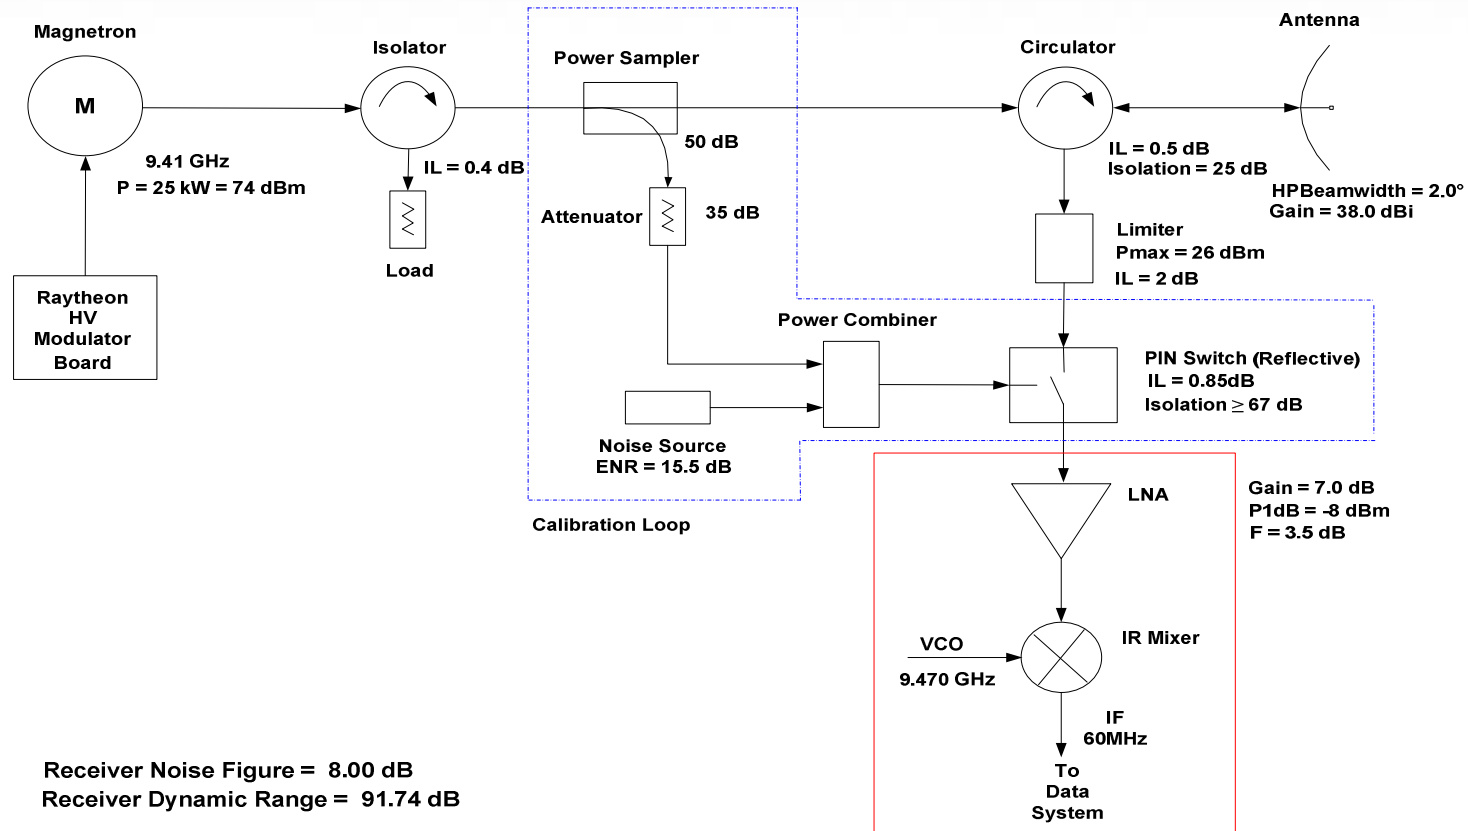 Magnetron
M
9.41 GHz
P = 25 kW = 74 dBm
Raytheon
HV
Modulator
Board
Isolator
IL = 0.4 dB
Load
Power Sampler
50 dB
Attenuator
35 dB
Power Combiner
Noise Source
ENR = 15.5 dB
Calibration Loop
Circulator
IL = 0.5 dB
Isolation = 25 dB
Antenna
HPBeamwidth = 2.0°
Gain = 38.0 dBi
Limiter
Pmax = 26 dBm
IL = 2 dB
PIN Switch (Reflective)
IL = 0.85dB
Isolation ≥ 67 dB
LNA
Gain = 7.0 dB
P1dB = -8 dBm
F = 3.5 dB
IR Mixer
VCO
9.470 GHz
IF
60MHz
To
Data
System
Receiver Noise Figure = 8.00 dB
Receiver Dynamic Range = 91.74 dB